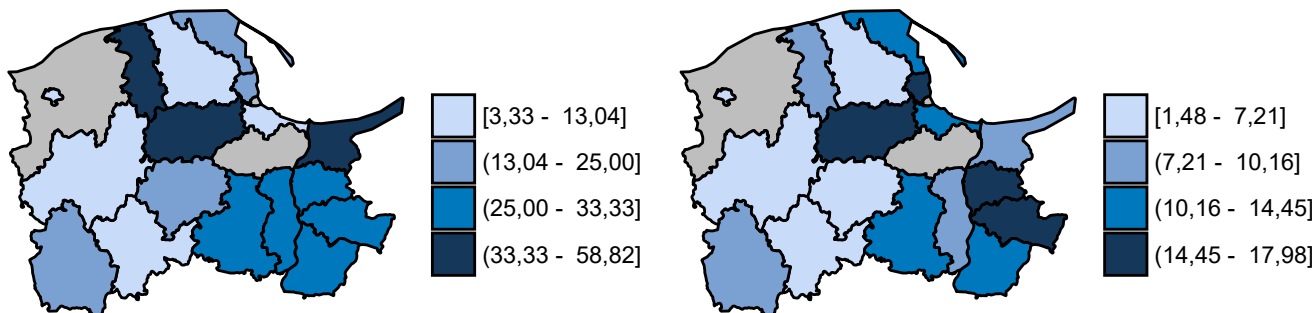 [3,33 - 13,04]
(13,04 - 25,00]
(25,00 - 33,33]
(33,33 - 58,82]
[1,48 - 7,21]
(7,21 - 10,16]
(10,16 - 14,45]
(14,45 - 17,98]